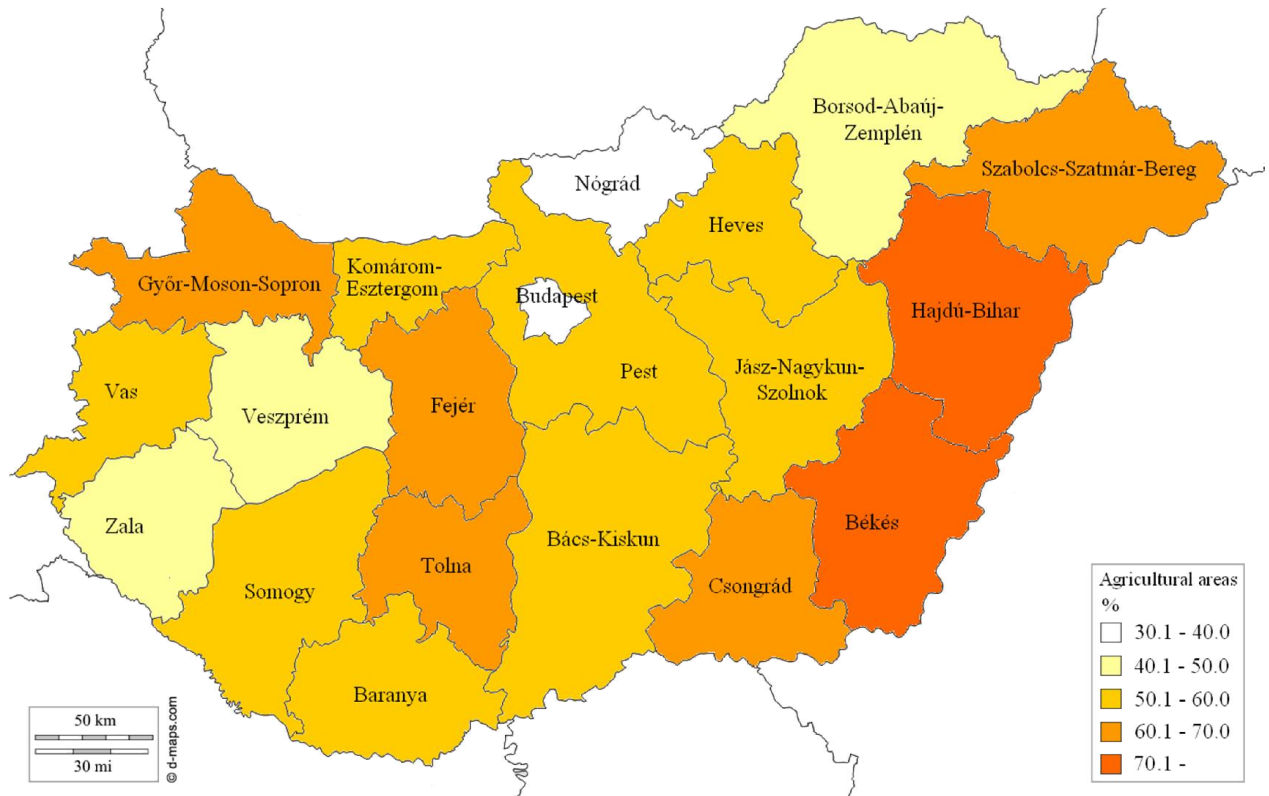 Borsod-Abaúj-
Zemplén
Szabolcs-Szatmár-Bereg
Nógrád
Heves
Győr-Moson-Sopron
Komárom-
Esztergom
Budapest
Hajdú-Bihar
Vas
Veszprém
Fejér
Pest
Jász-Nagykun-
Szolnok
Zala
Somogy
Tolna
Bács-Kiskun
Csongrád
Békés
Baranya
Agricultural areas
%
30.1 - 40.0
40.1 - 50.0
50.1 - 60.0
60.1 - 70.0
70.1 -
50 km
30 mi
© d-maps.com